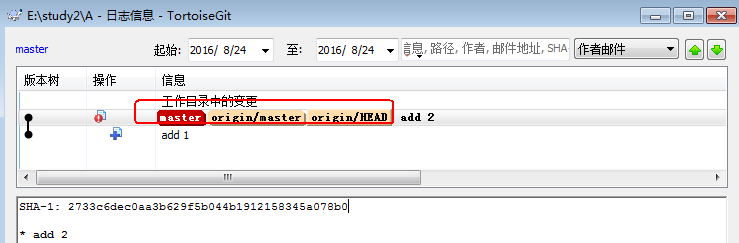 E:\study2\A - 日志信息 - TortoiseGit
master 起始: 2016/ 8/24 至: 2016/ 8/24 信息, 路径, 作者, 邮件地址, SHA- 作者邮件
版本树 操作 信息
工作目录中的变更
master origin/master origin/HEAD add 2
add 1
SHA-1: 2733c6dec0aa3b629f5b044b1912158345a078b0
* add 2